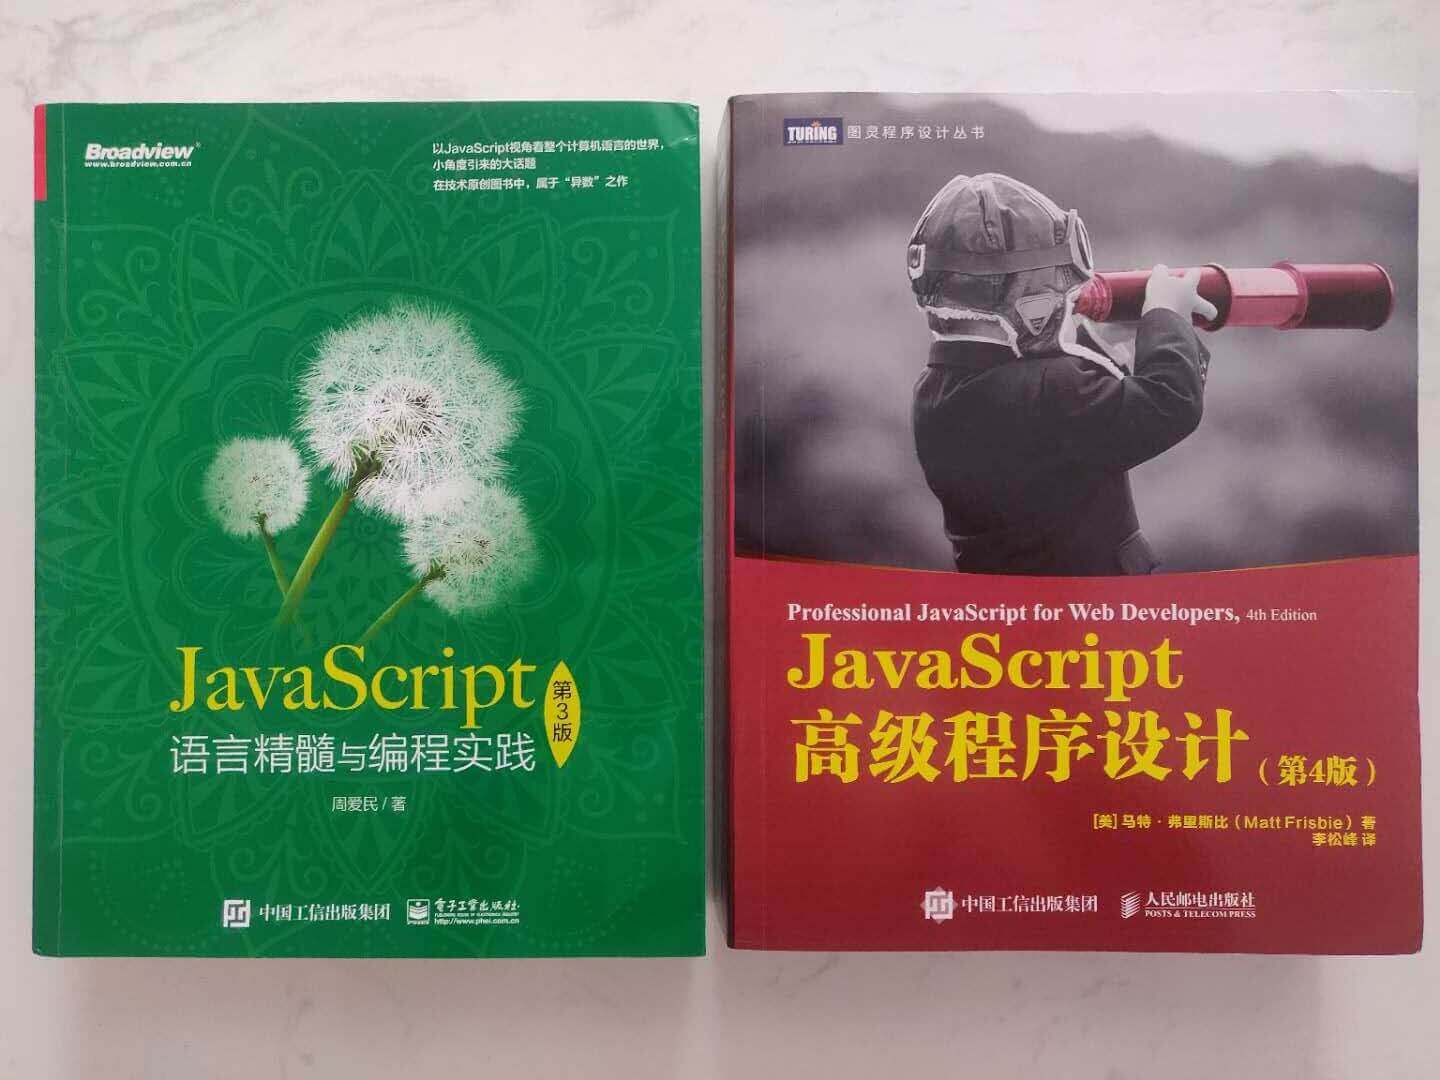 Broadview
www.broadview.com.cn
以JavaScript视角看整个计算机语言的世界，
小角度引来的大话题
在技术原创图书中，属于“异数”之作
JavaScript
第3版
语言精髓与编程实践
周爱民 / 著
中国工信出版集团
电子工业出版社
PUBLISHING HOUSE OF ELECTRONICS INDUSTRY
http://www.phei.com.cn
TURING 图灵程序设计丛书
Professional JavaScript for Web Developers, 4th Edition
JavaScript
高级程序设计（第4版）
[美] 马特·弗里斯比（Matt Frisbie）著
李松峰 译
中国工信出版集团
人民邮电出版社
POSTS & TELECOM PRESS